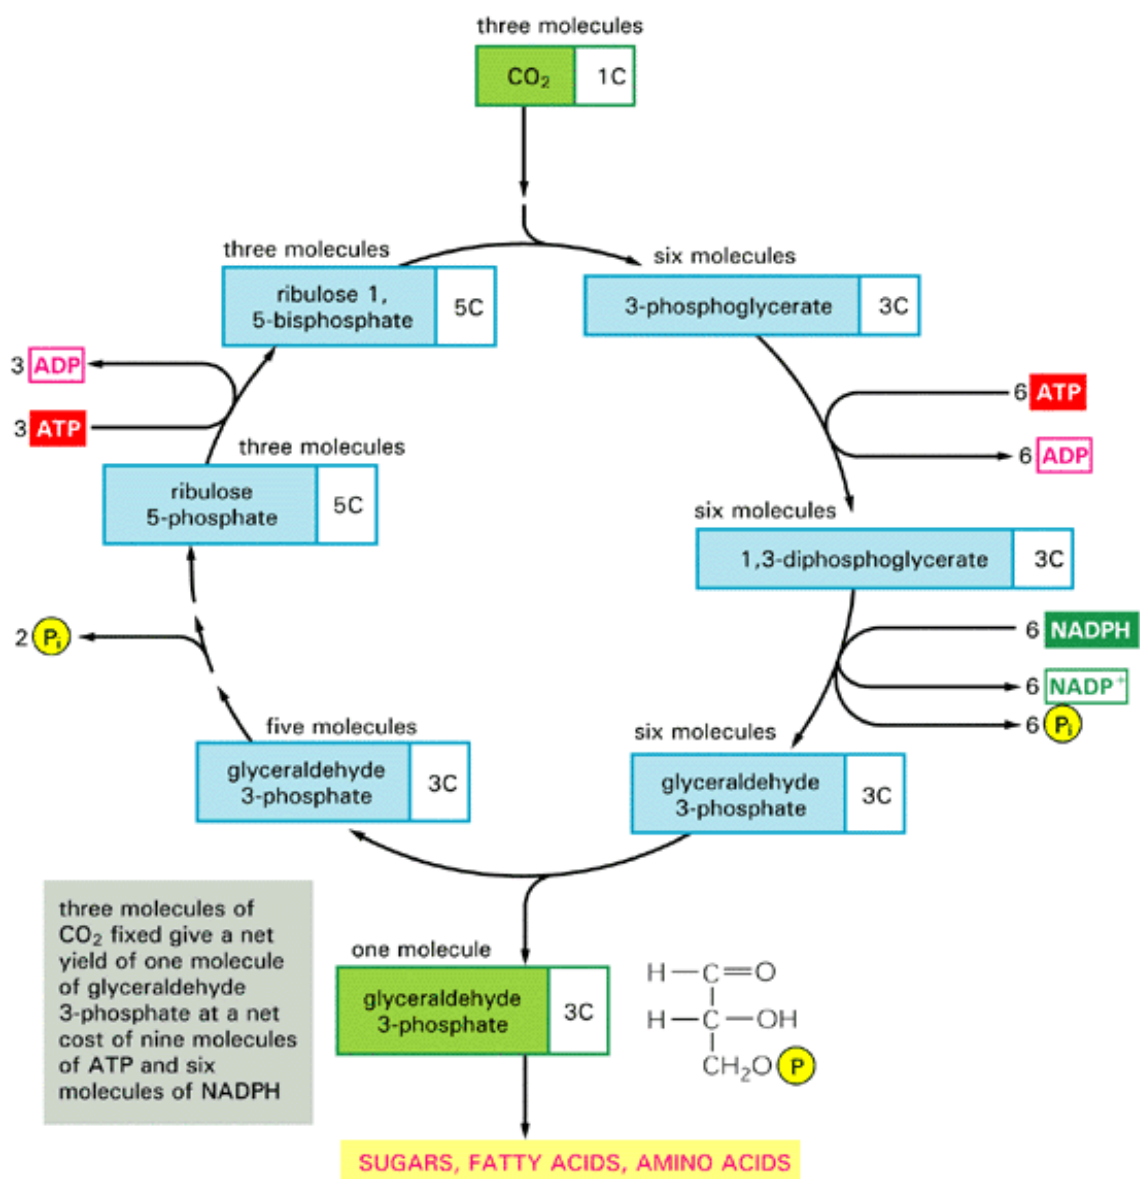 three molecules
CO₂ 1C
three molecules
ribulose 1,
5-bisphosphate
5C
six molecules
3-phosphoglycerate 3C
3 ADP
3 ATP
6 ATP
6 ADP
three molecules
ribulose
5-phosphate
5C
six molecules
1,3-diphosphoglycerate 3C
2 Pi
6 NADPH
6 NADP⁺
6 Pi
five molecules
glyceraldehyde
3-phosphate
3C
six molecules
glyceraldehyde
3-phosphate
3C
three molecules of
CO₂ fixed give a net
yield of one molecule
of glyceraldehyde
3-phosphate at a net
cost of nine molecules
of ATP and six
molecules of NADPH
one molecule
glyceraldehyde
3-phosphate
3C
H—C=O
H—C—OH
CH₂O P
SUGARS, FATTY ACIDS, AMINO ACIDS